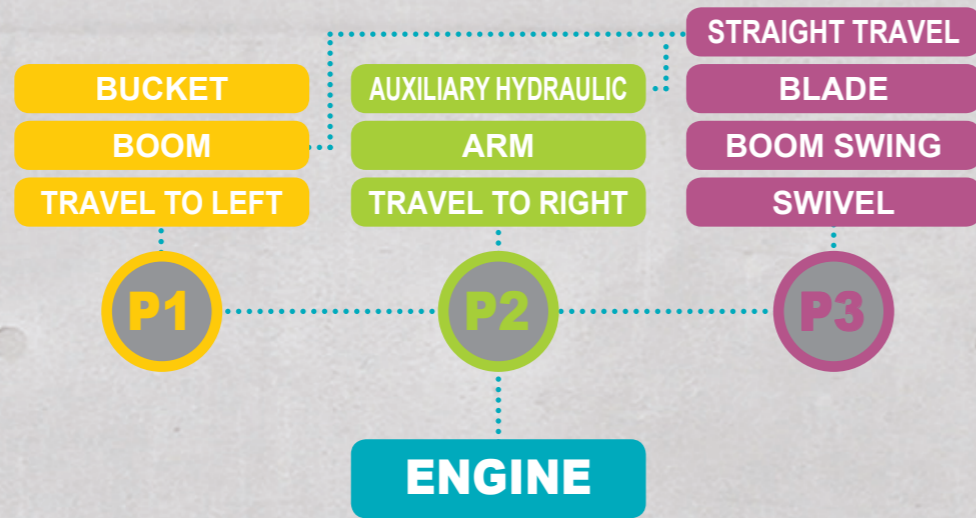 STRAIGHT TRAVEL
BUCKET
AUXILIARY HYDRAULIC
BLADE
BOOM
ARM
BOOM SWING
TRAVEL TO LEFT
TRAVEL TO RIGHT
SWIVEL
P1
P2
P3
ENGINE